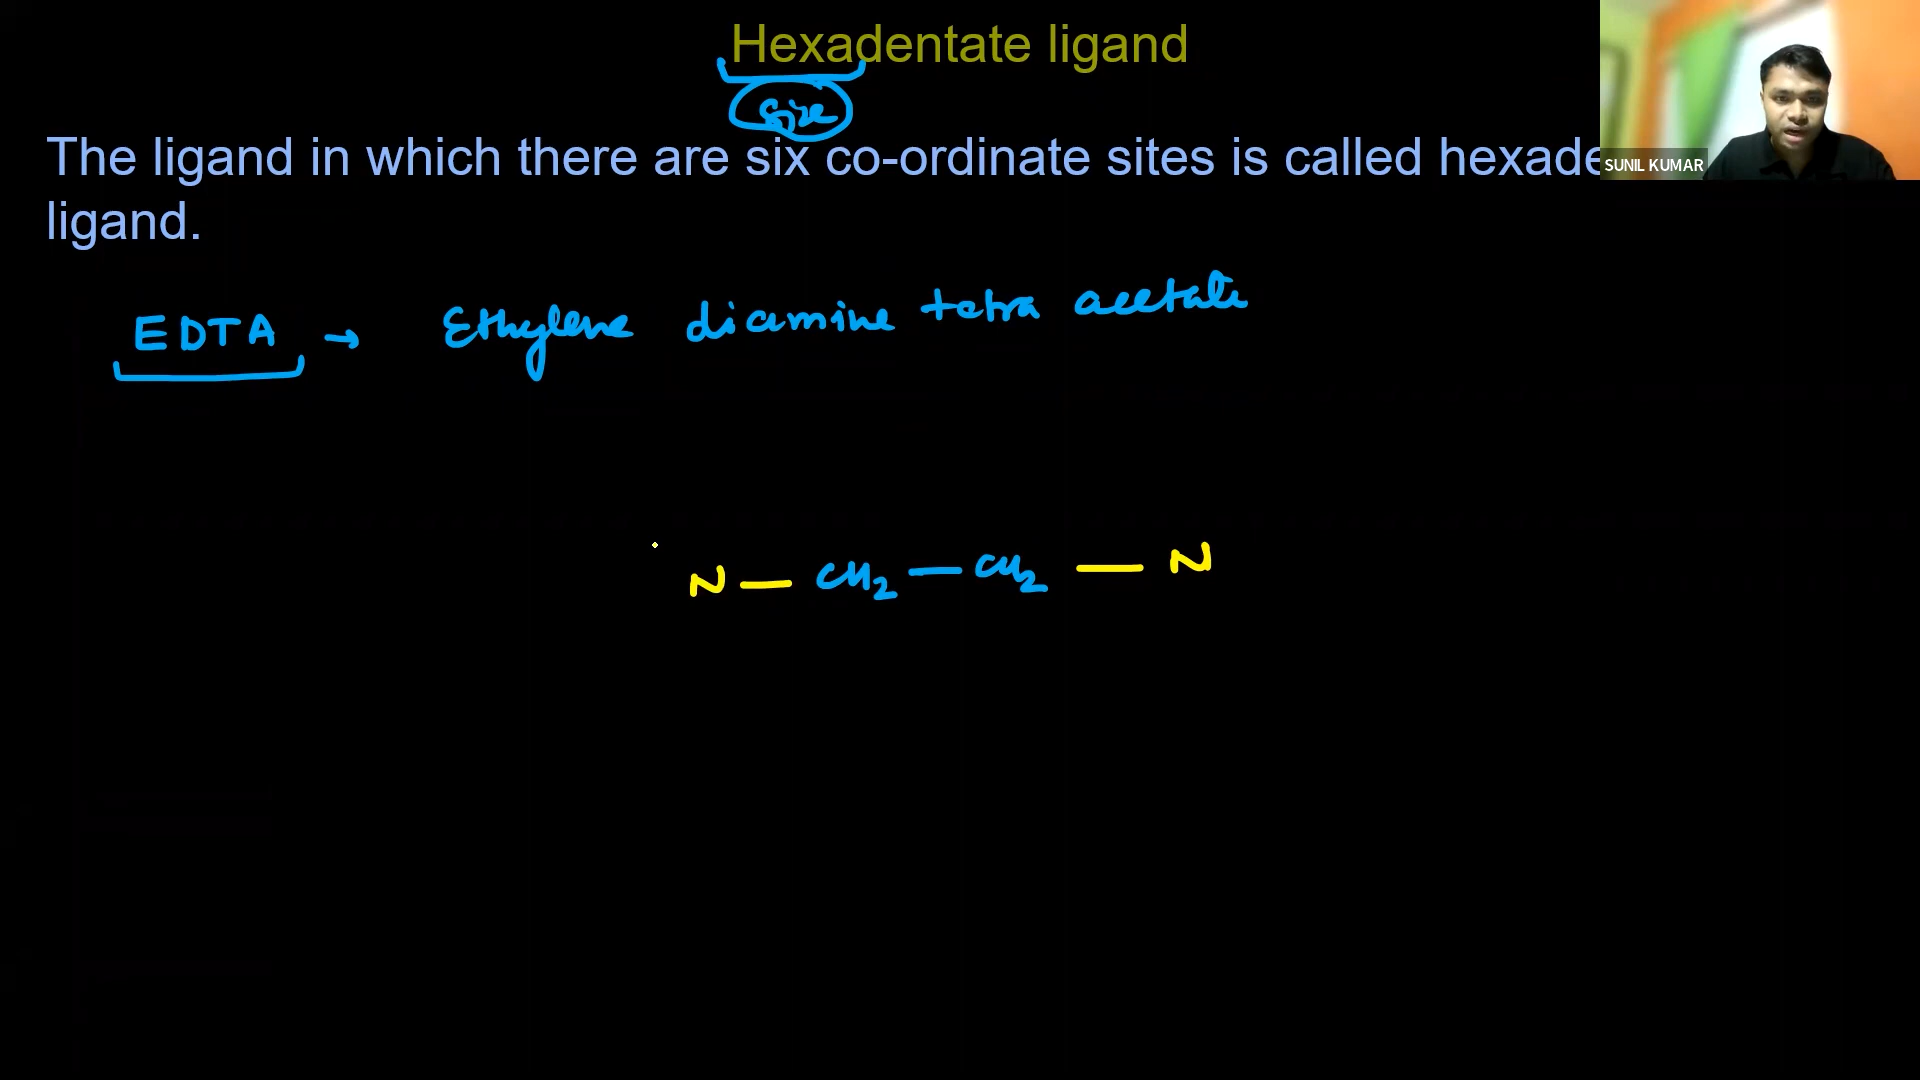 Hexadentate ligand
Six
The ligand in which there are six co-ordinate sites is called hexade
ligand.
SUNIL KUMAR
EDTA → Ethylene diamine tetra acetate
N — CH₂ — CH₂ — N